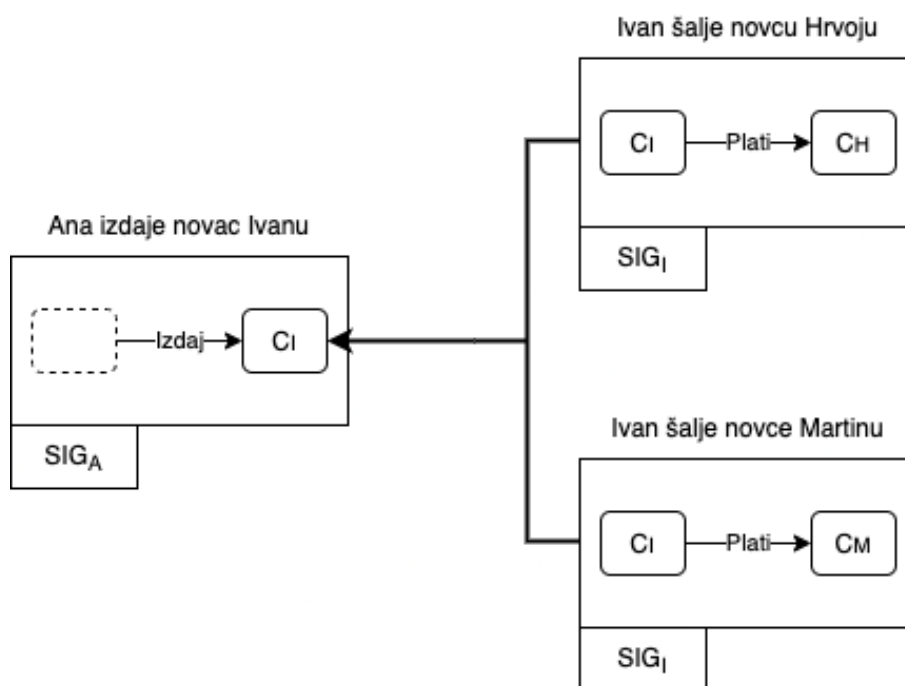 Ivan šalje novcu Hrvoju
CI Plati CH
SIGI
Ana izdaje novac Ivanu
Izdaj CI
SIGA
Ivan šalje novce Martinu
CI Plati CM
SIGI